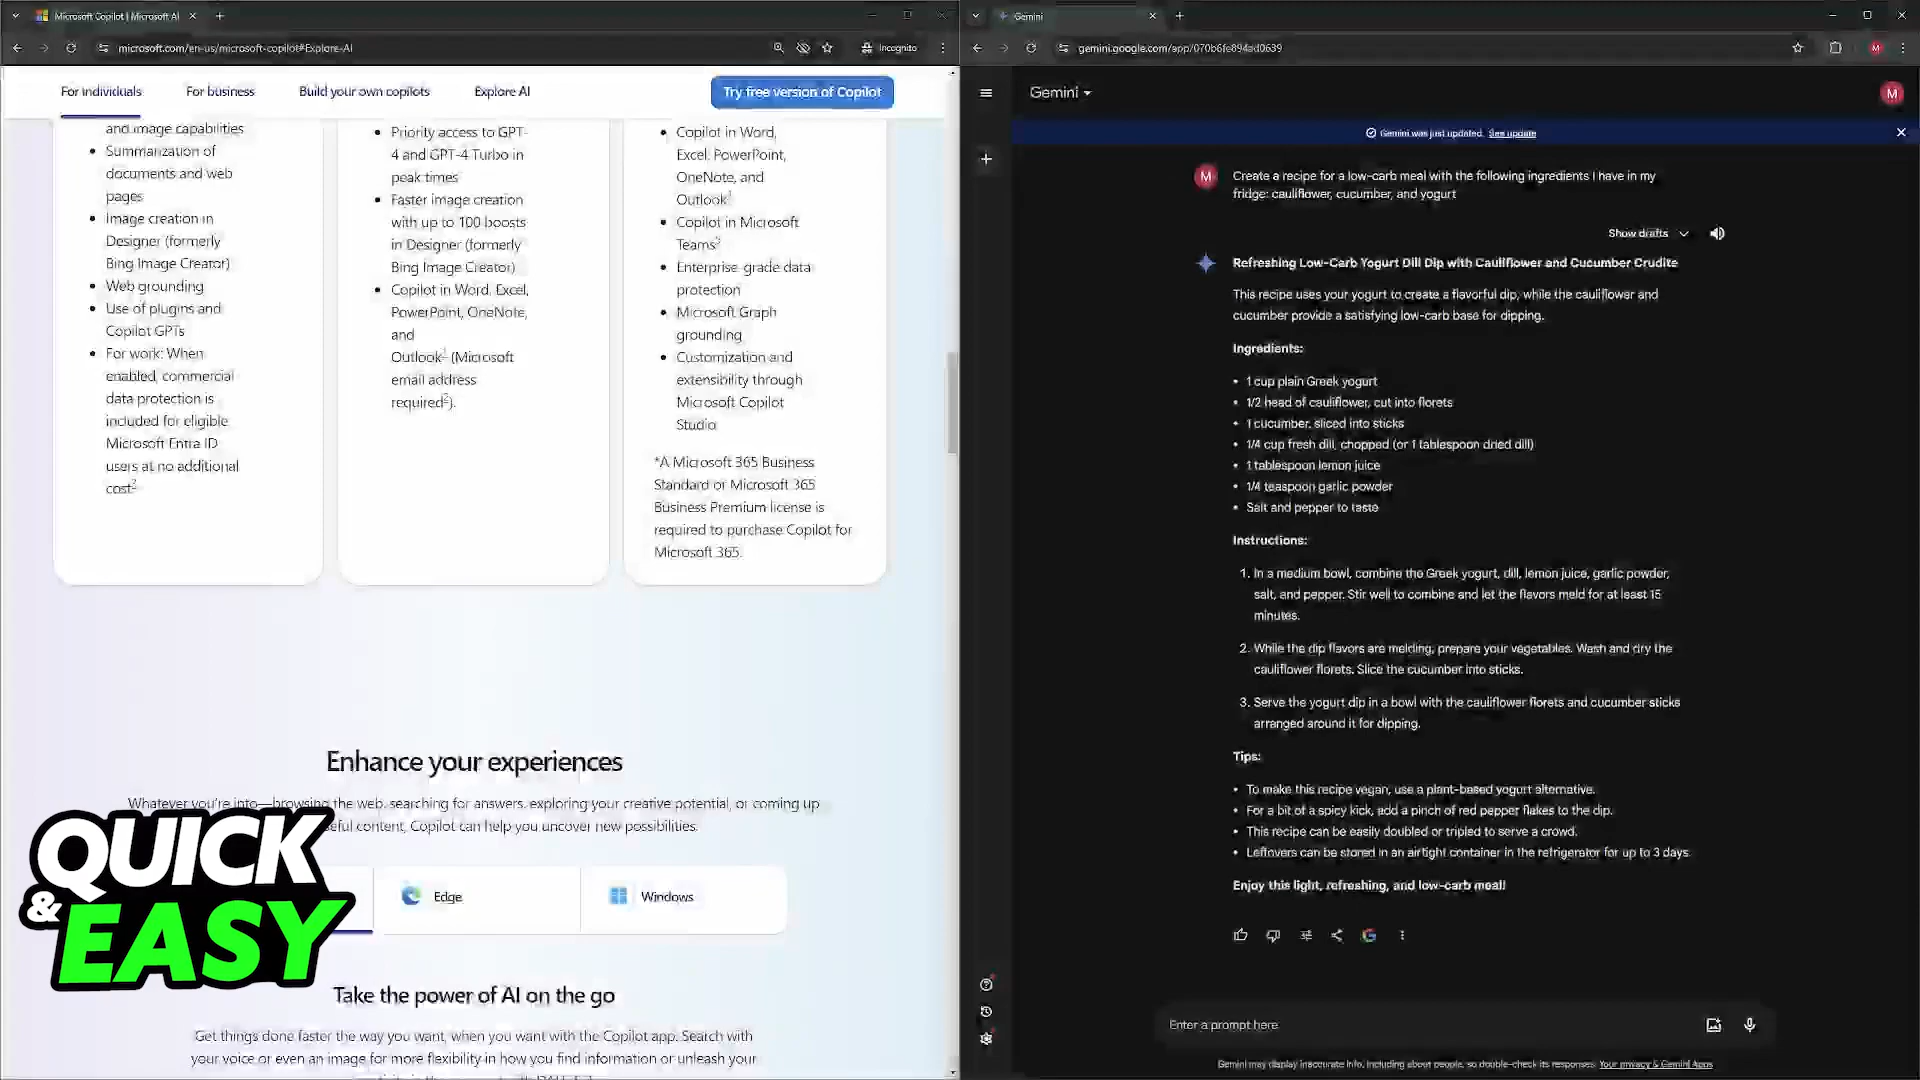 Microsoft Copilot | Microsoft AI
microsoft.com/en-us/microsoft-copilot#Explore-AI
Incognito
For individuals
For business
Build your own copilots
Explore AI
Try free version of Copilot
and image capabilities
Summarization of
documents and web
pages
Image creation in
Designer (formerly
Bing Image Creator)
Web grounding
Use of plugins and
Copilot GPTs
For work: When
enabled, commercial
data protection is
included for eligible
Microsoft Entra ID
users at no additional
cost2
Priority access to GPT-
4 and GPT-4 Turbo in
peak times
Faster image creation
with up to 100 boosts
in Designer (formerly
Bing Image Creator)
Copilot in Word, Excel,
PowerPoint, OneNote,
and
Outlook1 (Microsoft
email address
required2).
Copilot in Word,
Excel, PowerPoint,
OneNote, and
Outlook1
Copilot in Microsoft
Teams2
Enterprise-grade data
protection
Microsoft Graph
grounding
Customization and
extensibility through
Microsoft Copilot
Studio
*A Microsoft 365 Business
Standard or Microsoft 365
Business Premium license is
required to purchase Copilot for
Microsoft 365.
Enhance your experiences
Whatever you're into—browsing the web, searching for answers, exploring your creative potential, or coming up
eful content, Copilot can help you uncover new possibilities.
Edge
Windows
Take the power of AI on the go
Get things done faster the way you want, when you want with the Copilot app. Search with
your voice or even an image for more flexibility in how you find information or unleash your
QUICK
& EASY
Gemini
gemini.google.com/app/070b6fe894ad0639
M
Gemini
M
Gemini was just updated. See update
M
Create a recipe for a low-carb meal with the following ingredients I have in my
fridge: cauliflower, cucumber, and yogurt
Show drafts
Refreshing Low-Carb Yogurt Dill Dip with Cauliflower and Cucumber Crudite
This recipe uses your yogurt to create a flavorful dip, while the cauliflower and
cucumber provide a satisfying low-carb base for dipping.
Ingredients:
• 1 cup plain Greek yogurt
• 1/2 head of cauliflower, cut into florets
• 1 cucumber, sliced into sticks
• 1/4 cup fresh dill, chopped (or 1 tablespoon dried dill)
• 1 tablespoon lemon juice
• 1/4 teaspoon garlic powder
• Salt and pepper to taste
Instructions:
1. In a medium bowl, combine the Greek yogurt, dill, lemon juice, garlic powder,
salt, and pepper. Stir well to combine and let the flavors meld for at least 15
minutes.
2. While the dip flavors are melding, prepare your vegetables. Wash and dry the
cauliflower florets. Slice the cucumber into sticks.
3. Serve the yogurt dip in a bowl with the cauliflower florets and cucumber sticks
arranged around it for dipping.
Tips:
• To make this recipe vegan, use a plant-based yogurt alternative.
• For a bit of a spicy kick, add a pinch of red pepper flakes to the dip.
• This recipe can be easily doubled or tripled to serve a crowd.
• Leftovers can be stored in an airtight container in the refrigerator for up to 3 days.
Enjoy this light, refreshing, and low-carb meal!
Enter a prompt here
Gemini may display inaccurate info, including about people, so double-check its responses. Your privacy & Gemini Apps